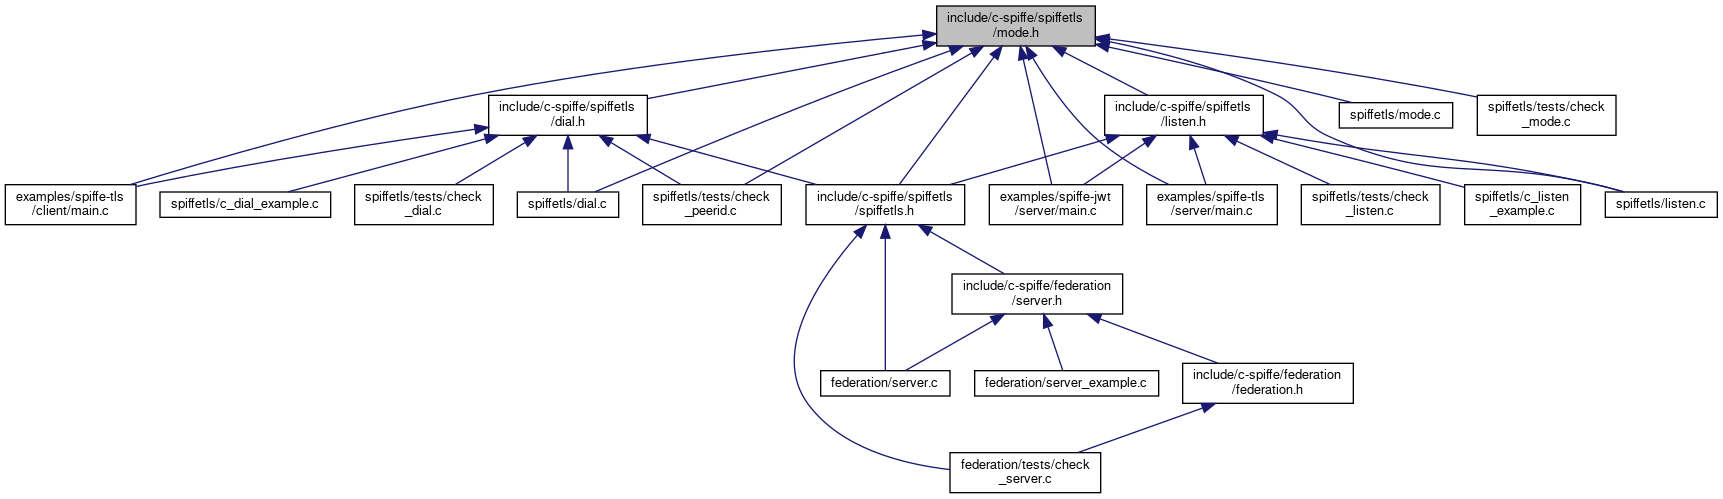 include/c-spiffe/spiffetls
/mode.h
include/c-spiffe/spiffetls
/dial.h
include/c-spiffe/spiffetls
/listen.h
spiffetls/mode.c
spiffetls/tests/check
_mode.c
examples/spiffe-tls
/client/main.c
spiffetls/c_dial_example.c
spiffetls/tests/check
_dial.c
spiffetls/dial.c
spiffetls/tests/check
_peerid.c
include/c-spiffe/spiffetls
/spiffetls.h
examples/spiffe-jwt
/server/main.c
examples/spiffe-tls
/server/main.c
spiffetls/tests/check
_listen.c
spiffetls/c_listen
_example.c
spiffetls/listen.c
include/c-spiffe/federation
/server.h
federation/server.c
federation/server_example.c
include/c-spiffe/federation
/federation.h
federation/tests/check
_server.c